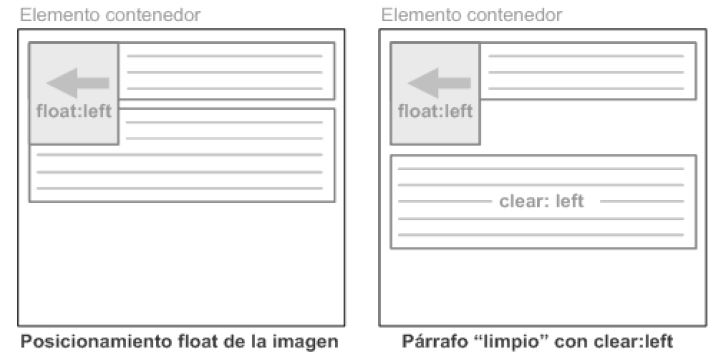 Elemento contenedor
float:left
Posicionamiento float de la imagen
Elemento contenedor
float:left
clear: left
Párrafo “limpio” con clear:left